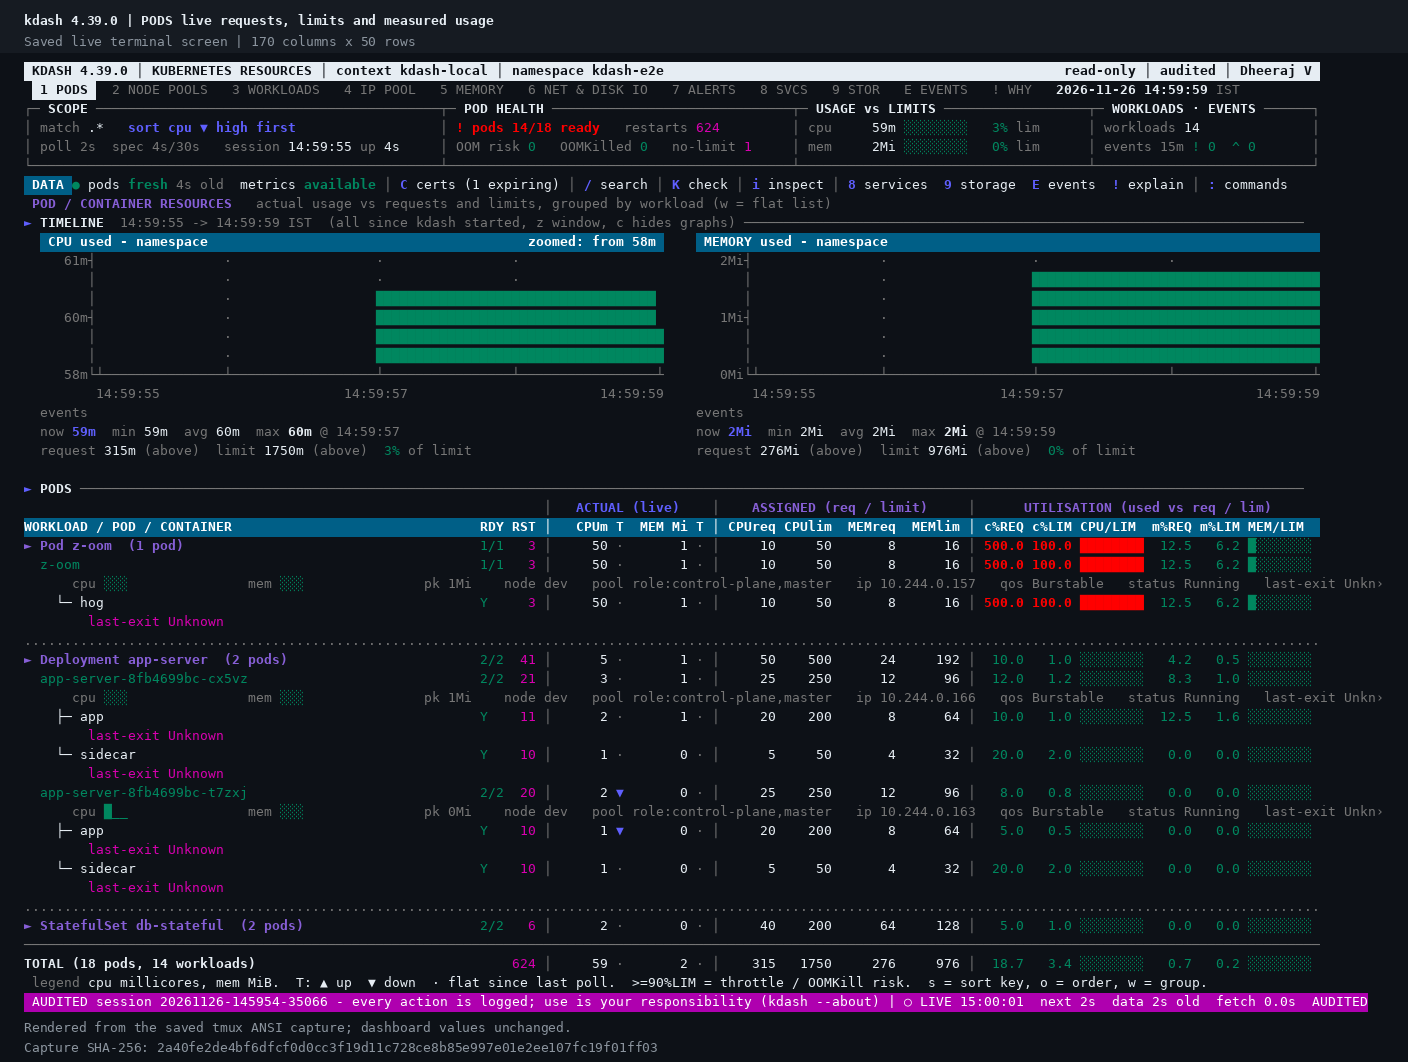 kdash 4.39.0 | PODS live requests, limits and measured usage
Saved live terminal screen | 170 columns x 50 rows
KDASH 4.39.0 │ KUBERNETES RESOURCES │ context kdash-local │ namespace kdash-e2e read-only │ audited │ Dheeraj V
1 PODS 2 NODE POOLS 3 WORKLOADS 4 IP POOL 5 MEMORY 6 NET & DISK IO 7 ALERTS 8 SVCS 9 STOR E EVENTS ! WHY 2026-11-26 14:59:59 IST
SCOPE POD HEALTH USAGE vs LIMITS WORKLOADS · EVENTS
match .* sort cpu ▼ high first │ ! pods 14/18 ready restarts 624 │ cpu 59m ░░░░░░░░ 3% lim │ workloads 14
poll 2s spec 4s/30s session 14:59:55 up 4s │ OOM risk 0 OOMKilled 0 no-limit 1 │ mem 2Mi ░░░░░░░░ 0% lim │ events 15m ! 0 ^ 0
DATA ● pods fresh 4s old metrics available │ C certs (1 expiring) │ / search │ K check │ i inspect │ 8 services 9 storage E events ! explain │ : commands
POD / CONTAINER RESOURCES actual usage vs requests and limits, grouped by workload (w = flat list)
► TIMELINE 14:59:55 -> 14:59:59 IST (all since kdash started, z window, c hides graphs)
CPU used - namespace zoomed: from 58m MEMORY used - namespace
61m 2Mi
60m 1Mi
58m 0Mi
14:59:55 14:59:57 14:59:59 14:59:55 14:59:57 14:59:59
events events
now 59m min 59m avg 60m max 60m @ 14:59:57 now 2Mi min 2Mi avg 2Mi max 2Mi @ 14:59:59
request 315m (above) limit 1750m (above) 3% of limit request 276Mi (above) limit 976Mi (above) 0% of limit
► PODS
│ ACTUAL (live) │ ASSIGNED (req / limit) │ UTILISATION (used vs req / lim)
WORKLOAD / POD / CONTAINER RDY RST │ CPUm T MEM Mi T │ CPUreq CPUlim MEMreq MEMlim │ c%REQ c%LIM CPU/LIM m%REQ m%LIM MEM/LIM
► Pod z-oom (1 pod) 1/1 3 │ 50 · 1 · │ 10 50 8 16 │ 500.0 100.0 ████████ 12.5 6.2 █░░░░░░░
z-oom 1/1 3 │ 50 · 1 · │ 10 50 8 16 │ 500.0 100.0 ████████ 12.5 6.2 █░░░░░░░
cpu ░░░ mem ░░░ pk 1Mi node dev pool role:control-plane,master ip 10.244.0.157 qos Burstable status Running last-exit Unkn›
└─ hog Y 3 │ 50 · 1 · │ 10 50 8 16 │ 500.0 100.0 ████████ 12.5 6.2 █░░░░░░░
last-exit Unknown
► Deployment app-server (2 pods) 2/2 41 │ 5 · 1 · │ 50 500 24 192 │ 10.0 1.0 ░░░░░░░░ 4.2 0.5 ░░░░░░░░
app-server-8fb4699bc-cx5vz 2/2 21 │ 3 · 1 · │ 25 250 12 96 │ 12.0 1.2 ░░░░░░░░ 8.3 1.0 ░░░░░░░░
cpu ░░░ mem ░░░ pk 1Mi node dev pool role:control-plane,master ip 10.244.0.166 qos Burstable status Running last-exit Unkn›
├─ app Y 11 │ 2 · 1 · │ 20 200 8 64 │ 10.0 1.0 ░░░░░░░░ 12.5 1.6 ░░░░░░░░
last-exit Unknown
└─ sidecar Y 10 │ 1 · 0 · │ 5 50 4 32 │ 20.0 2.0 ░░░░░░░░ 0.0 0.0 ░░░░░░░░
last-exit Unknown
app-server-8fb4699bc-t7zxj 2/2 20 │ 2 ▼ 0 · │ 25 250 12 96 │ 8.0 0.8 ░░░░░░░░ 0.0 0.0 ░░░░░░░░
cpu █__ mem ░░░ pk 0Mi node dev pool role:control-plane,master ip 10.244.0.163 qos Burstable status Running last-exit Unkn›
├─ app Y 10 │ 1 ▼ 0 · │ 20 200 8 64 │ 5.0 0.5 ░░░░░░░░ 0.0 0.0 ░░░░░░░░
last-exit Unknown
└─ sidecar Y 10 │ 1 · 0 · │ 5 50 4 32 │ 20.0 2.0 ░░░░░░░░ 0.0 0.0 ░░░░░░░░
last-exit Unknown
► StatefulSet db-stateful (2 pods) 2/2 6 │ 2 · 0 · │ 40 200 64 128 │ 5.0 1.0 ░░░░░░░░ 0.0 0.0 ░░░░░░░░
TOTAL (18 pods, 14 workloads) 624 │ 59 · 2 · │ 315 1750 276 976 │ 18.7 3.4 ░░░░░░░░ 0.7 0.2 ░░░░░░░░
legend cpu millicores, mem MiB. T: ▲ up ▼ down · flat since last poll. >=90%LIM = throttle / OOMKill risk. s = sort key, o = order, w = group.
AUDITED session 20261126-145954-35066 - every action is logged; use is your responsibility (kdash --about) | ○ LIVE 15:00:01 next 2s data 2s old fetch 0.0s AUDITED
Rendered from the saved tmux ANSI capture; dashboard values unchanged.
Capture SHA-256: 2a40fe2de4bf6dfcf0d0cc3f19d11c728ce8b85e997e01e2ee107fc19f01ff03